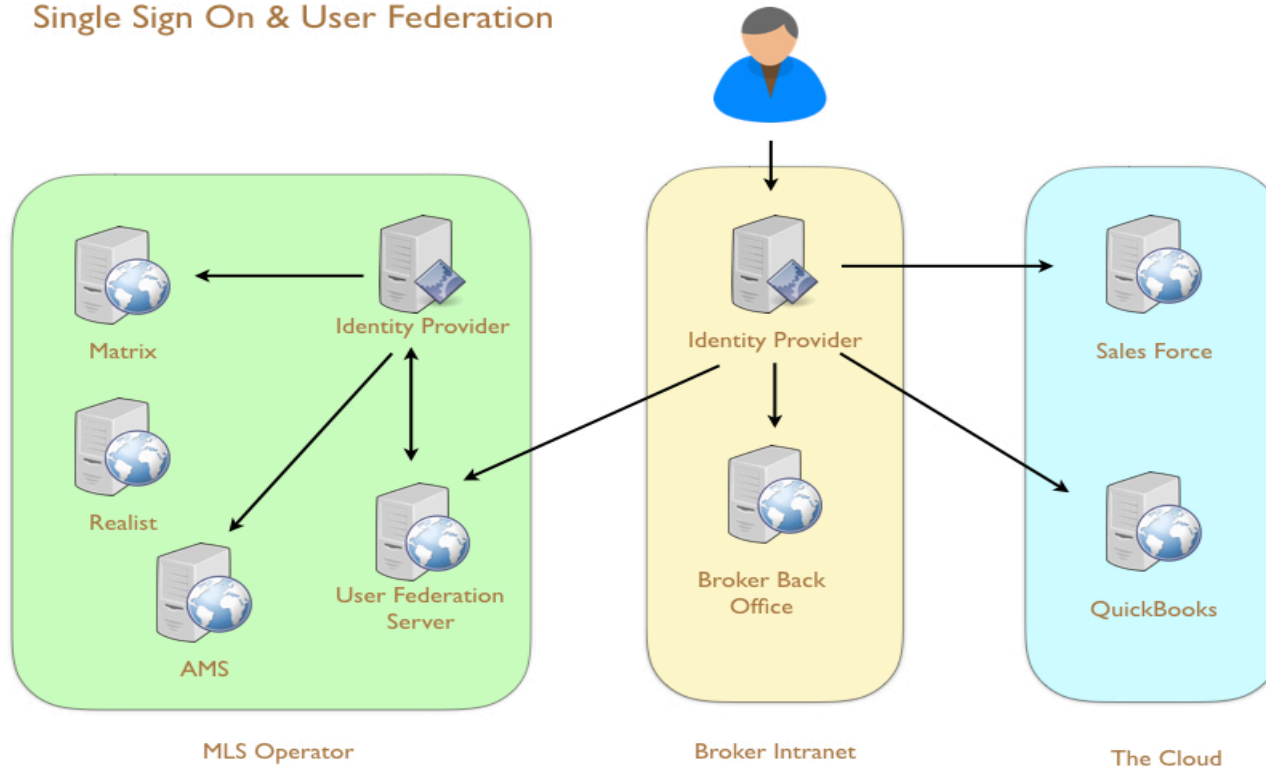 Single Sign On & User Federation
Identity Provider
Matrix
Realist
User Federation
Server
AMS
MLS Operator
Identity Provider
Broker Back
Office
Broker Intranet
Sales Force
QuickBooks
The Cloud